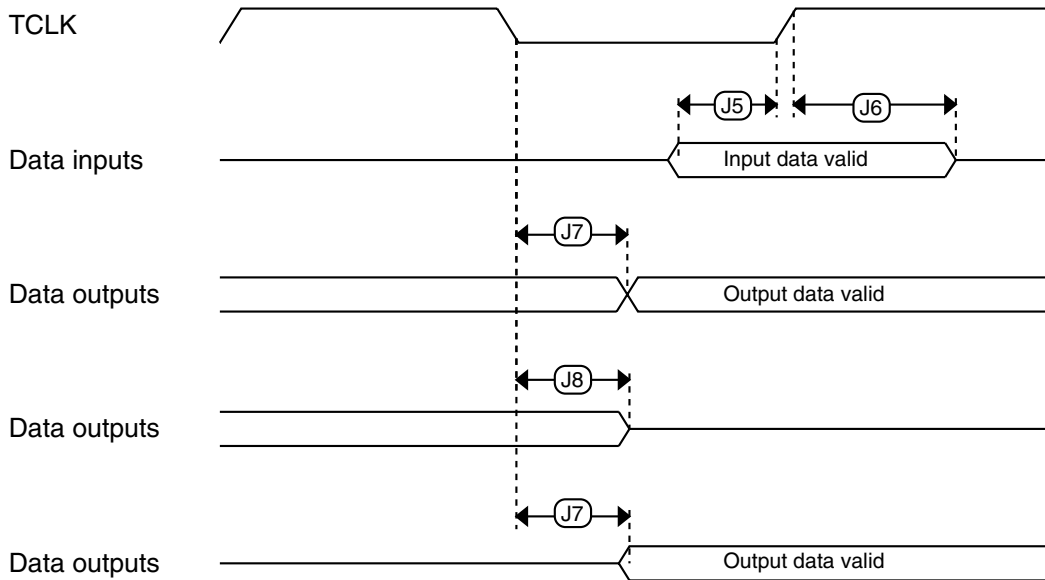 TCLK
J5
J6
Data inputs
Input data valid
J7
Data outputs
Output data valid
J8
Data outputs
J7
Data outputs
Output data valid